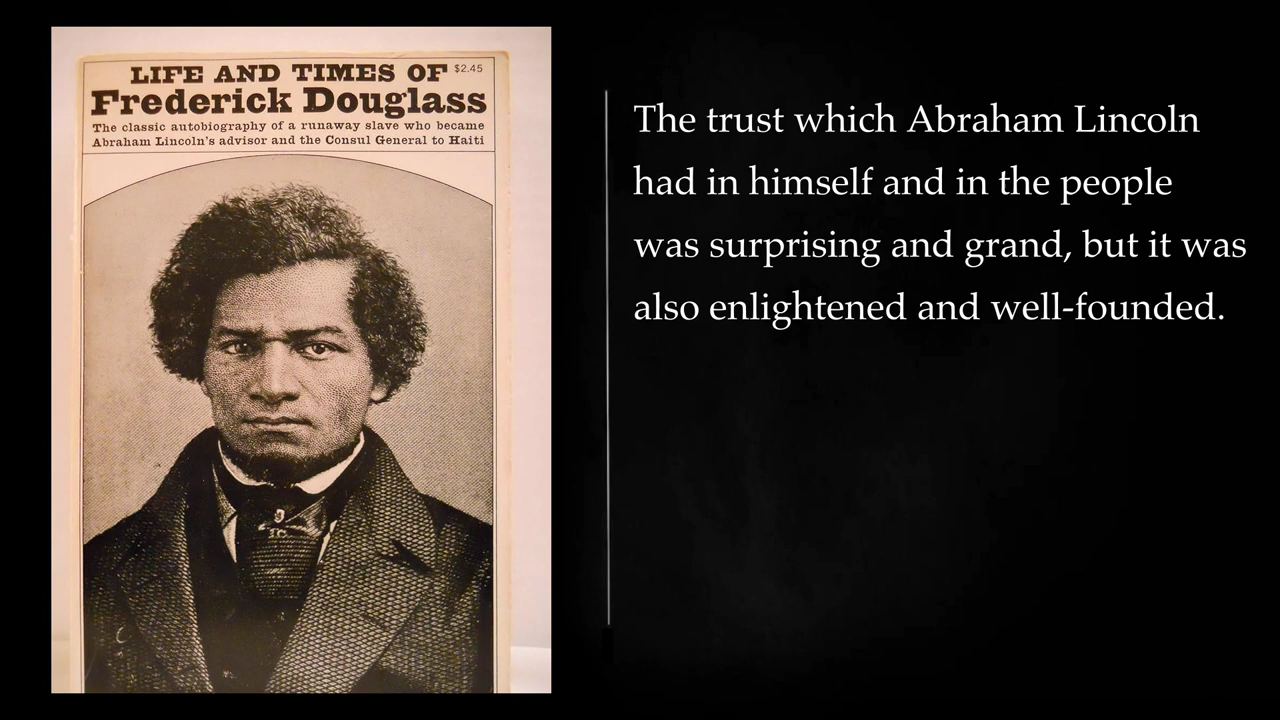 LIFE AND TIMES OF $2.45
Frederick Douglass
The classic autobiography of a runaway slave who became
Abraham Lincoln's advisor and the Consul General to Haiti
The trust which Abraham Lincoln
had in himself and in the people
was surprising and grand, but it was
also enlightened and well-founded.